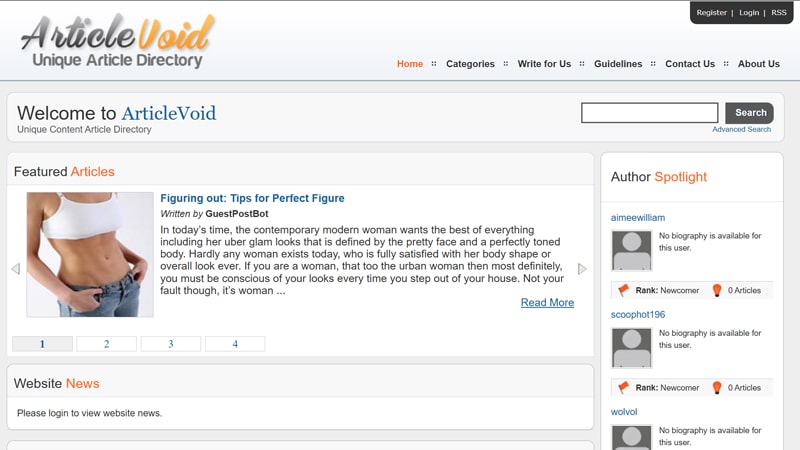 Register | Login | RSS
ArticleVoid
Unique Article Directory
Home :: Categories :: Write for Us :: Guidelines :: Contact Us :: About Us
Welcome to ArticleVoid
Unique Content Article Directory
Search
Advanced Search
Featured Articles
Figuring out: Tips for Perfect Figure
Written by GuestPostBot
In today's time, the contemporary modern woman wants the best of everything
including her uber glam looks that is defined by the pretty face and a perfectly toned
body. Hardly any woman exists today, who is fully satisfied with her body shape or
overall look ever. If you are a woman, that too the urban woman then most definitely,
you must be conscious of your looks every time you step out of your house. Not your
fault though, it's woman ...
Read More
1 2 3 4
Website News
Please login to view website news.
Author Spotlight
aimeewilliam
No biography is available for
this user.
Rank: Newcomer 0 Articles
scoophot196
No biography is available for
this user.
Rank: Newcomer 0 Articles
wolvol
No biography is available for
this user.